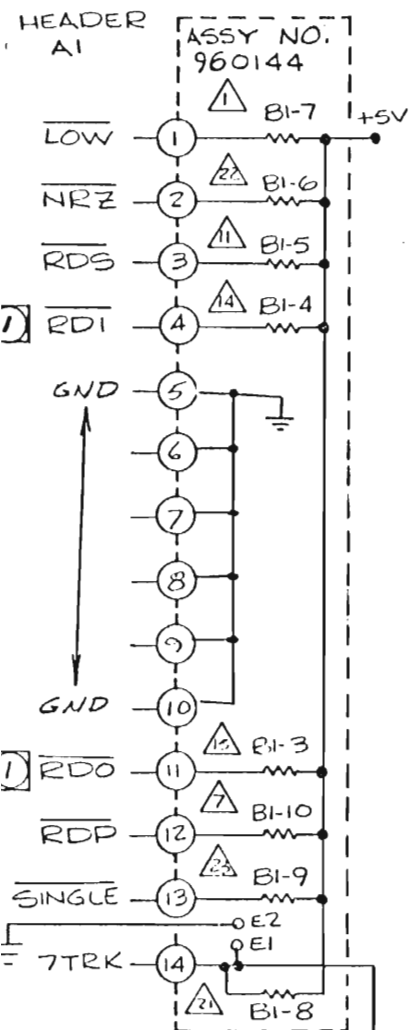 HEADER
A1
ASSY NO.
960144
1
B1-7
+5V
LOW
1
22
B1-6
NRZ
2
11
B1-5
RDS
3
14
B1-4
1
RD1
4
GND
5
6
7
8
9
GND
10
B1-3
1
RDO
11
7
B1-10
RDP
12
23
B1-9
SINGLE
13
E2
E1
7TRK
14
21
B1-8